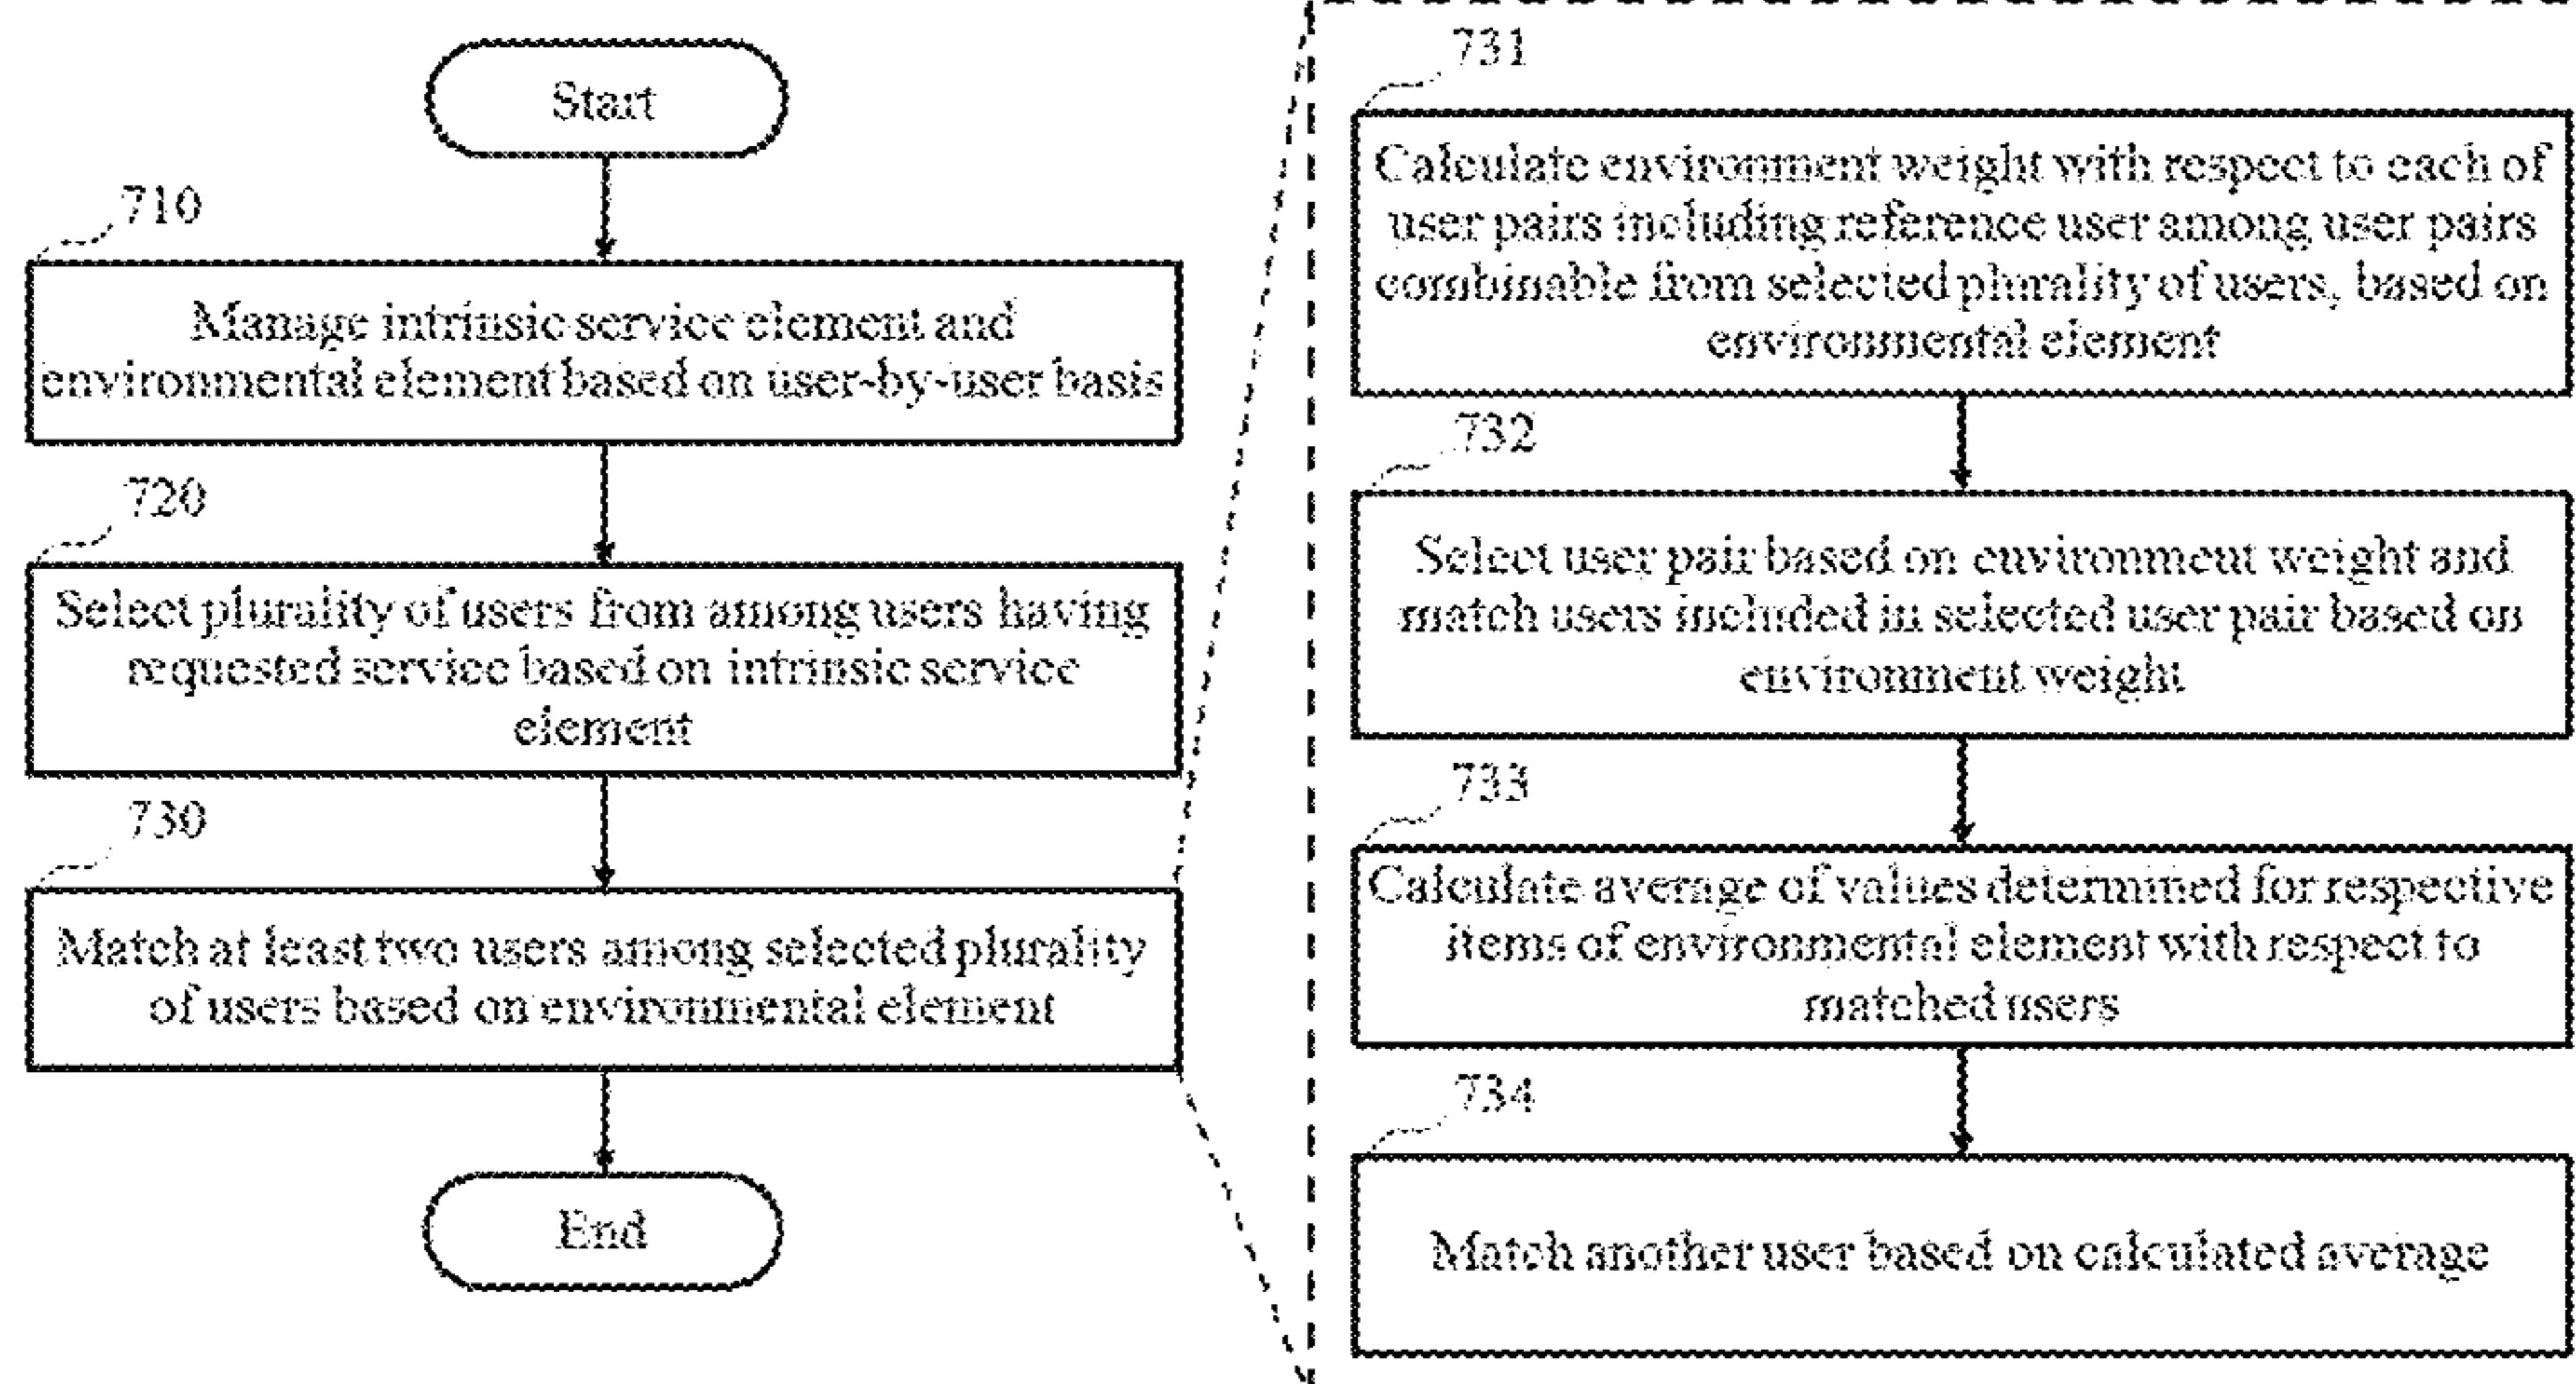 Start
710
Manage intrinsic service element and
environmental element based on user-by-user basis
720
Select plurality of users from among users having
requested service based on intrinsic service
element
730
Match at least two users among selected plurality
of users based on environmental element
End
731
Calculate environment weight with respect to each of
user pairs including reference user among user pairs
combinable from selected plurality of users, based on
environmental element
732
Select user pair based on environment weight and
match users included in selected user pair based on
environment weight
733
Calculate average of values determined for respective
items of environmental element with respect to
matched users
734
Match another user based on calculated average